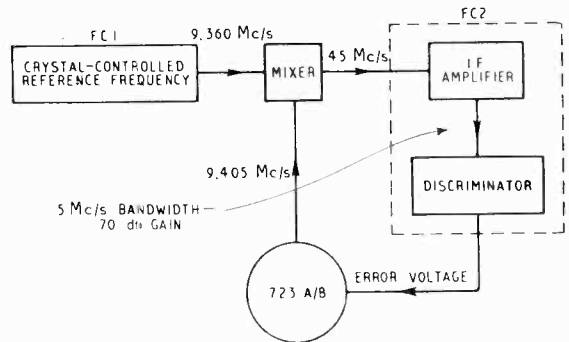 FC1
9.360 Mc/s
FC2
CRYSTAL-CONTROLLED
REFERENCE FREQUENCY
MIXER
45 Mc/s
I F
AMPLIFIER
9.405 Mc/s
5 Mc/s BANDWIDTH
70 db GAIN
DISCRIMINATOR
723 A/B
ERROR VOLTAGE